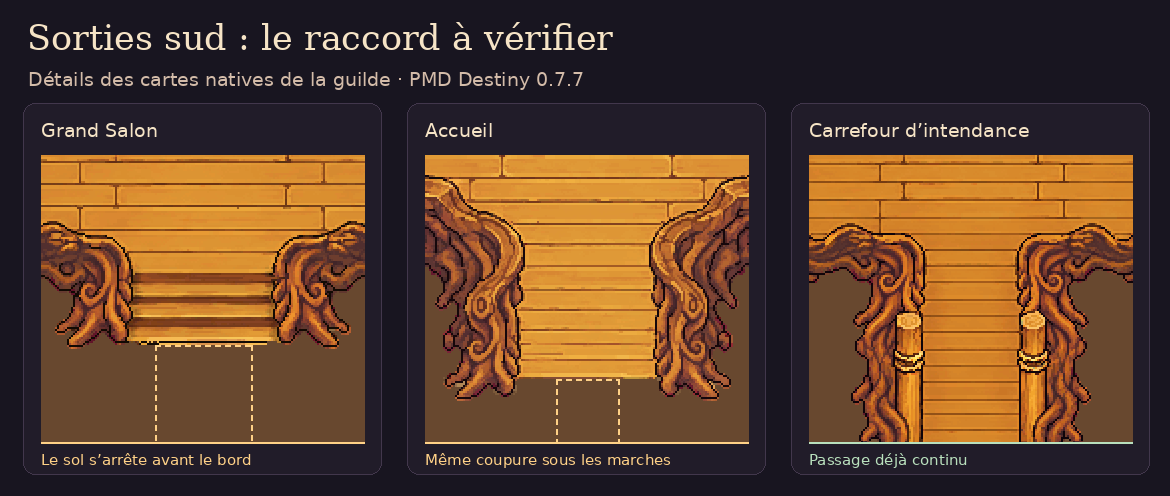 Sorties sud : le raccord à vérifier
Détails des cartes natives de la guilde · PMD Destiny 0.7.7
Grand Salon
Accueil
Carrefour d’intendance
Le sol s’arrête avant le bord
Même coupure sous les marches
Passage déjà continu